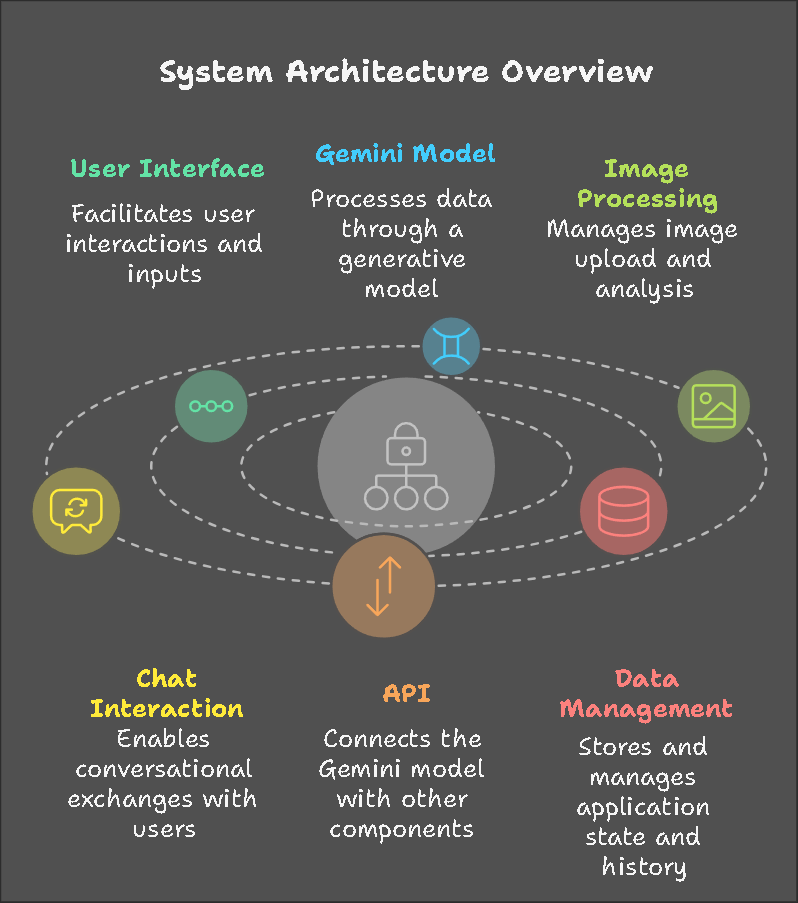 System Architecture Overview
User Interface
Facilitates user
interactions and
inputs
Gemini Model
Processes data
through a
generative
model
Image
Processing
Manages image
upload and
analysis
Chat
Interaction
Enables
conversational
exchanges with
users
API
Connects the
Gemini model
with other
components
Data
Management
Stores and
manages
application
state and
history